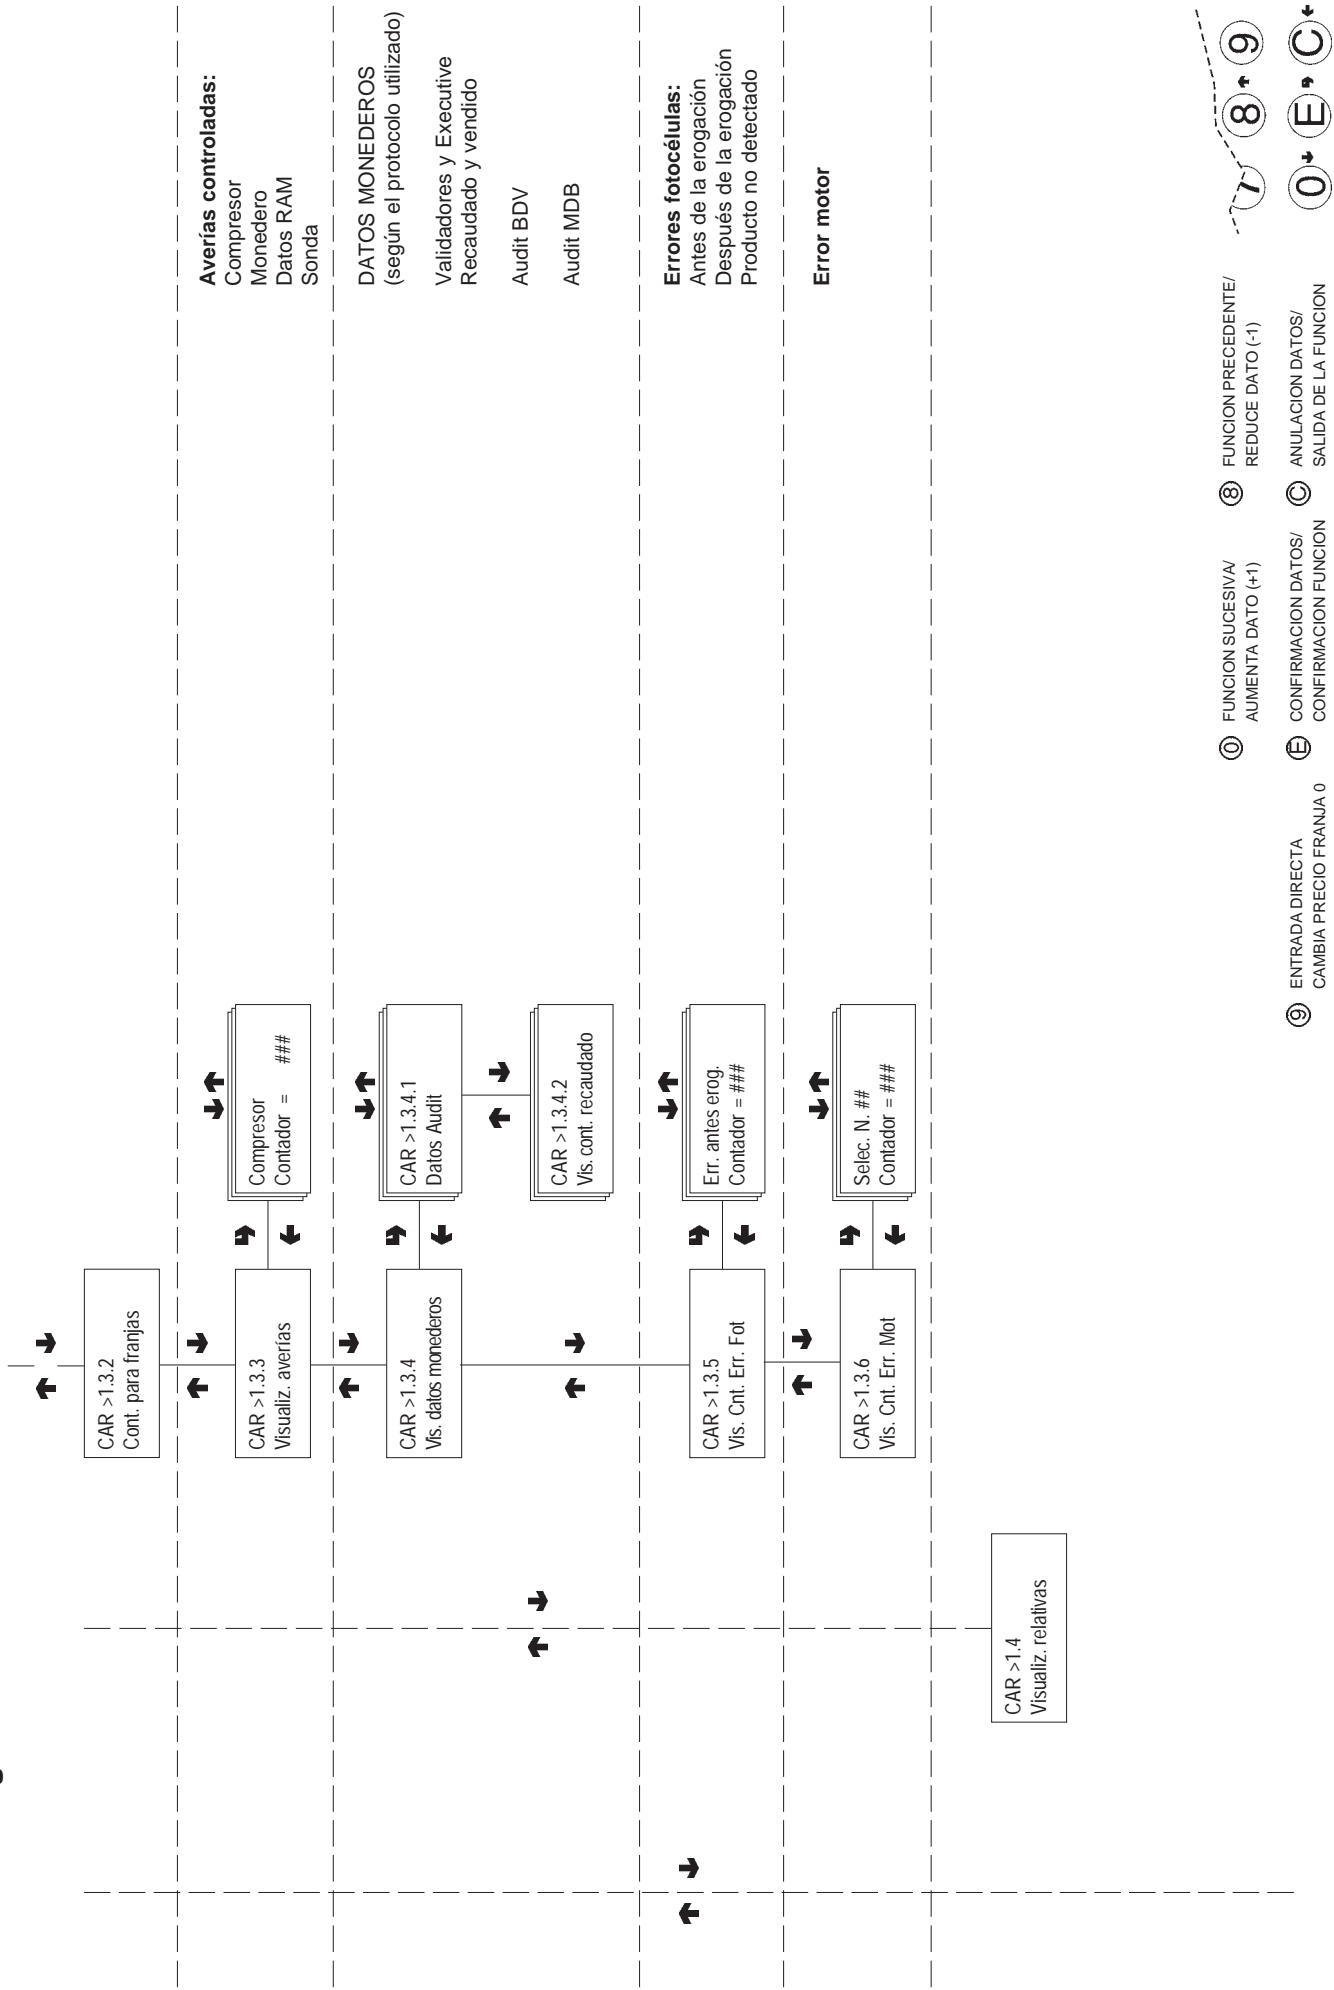 CAR >1.3.2
Cont. para franjas
CAR >1.3.3
Visualiz. averías
Compresor
Contador = ###
Averías controladas:
Compresor
Monedero
Datos RAM
Sonda
CAR >1.3.4
Vis. datos monederos
CAR >1.3.4.1
Datos Audit
CAR >1.3.4.2
Vis. cont. recaudado
DATOS MONEDEROS
(según el protocolo utilizado)
Validadores y Executive
Recaudado y vendido
Audit BDV
Audit MDB
CAR >1.3.5
Vis. Cnt. Err. Fot
Err. antes erog.
Contador = ###
Errores fotocélulas:
Antes de la erogación
Después de la erogación
Producto no detectado
CAR >1.3.6
Vis. Cnt. Err. Mot
Selec. N. ##
Contador = ###
Error motor
CAR >1.4
Visualiz. relativas
0 FUNCION SUCESIVA/
AUMENTA DATO (+1)
8 FUNCION PRECEDENTE/
REDUCE DATO (-1)
7 8 9
9 ENTRADA DIRECTA
CAMBIA PRECIO FRANJA 0
E CONFIRMACION DATOS/
CONFIRMACION FUNCION
C ANULACION DATOS/
SALIDA DE LA FUNCION
0 E C